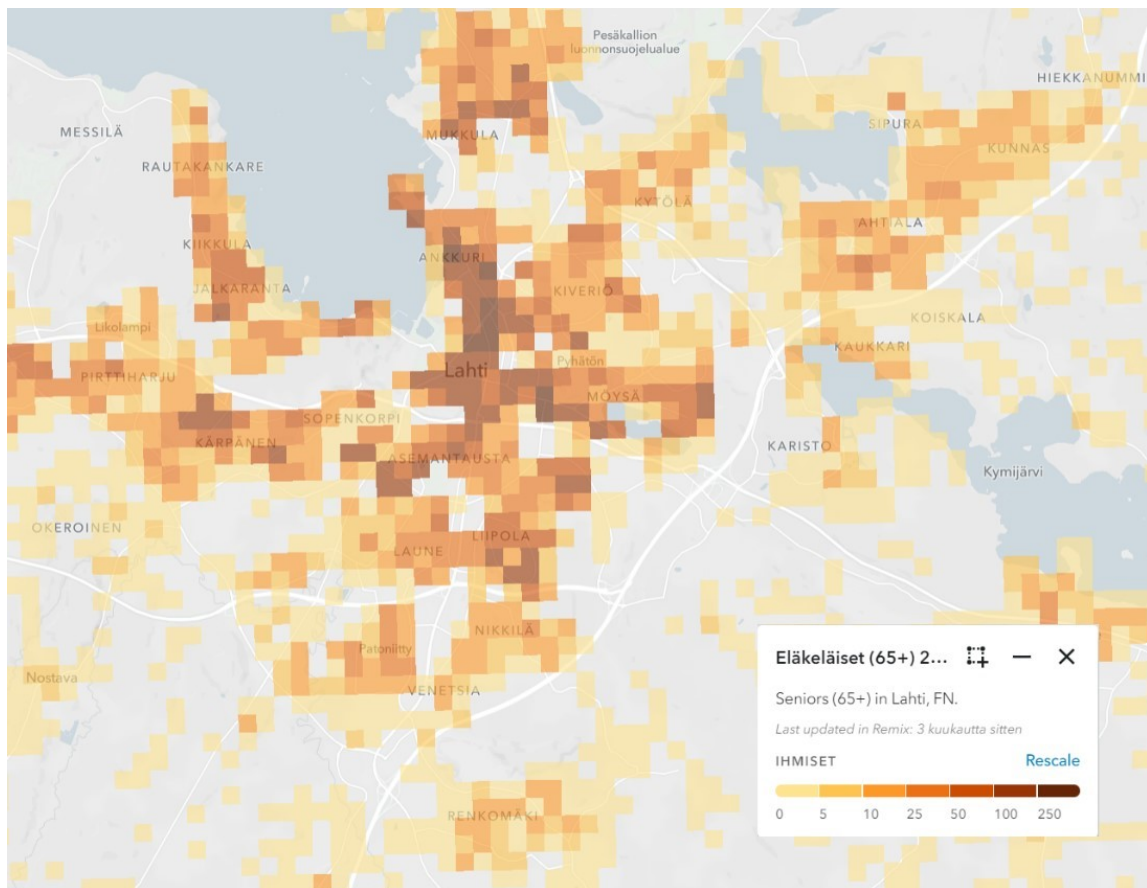 Pesäkallion
luonnonsuojelualue
HIEKKANUMMI
MESSILÄ
SIPURA
MUKKULA
KUNNAS
RAUTAKANKARE
KYTÖLÄ
AHTIALA
KIIKKULA
ANKKURI
JALKARANTA
KIVERIÖ
KOISKALA
Likolampi
KAUKKARI
Pyhätön
Lahti
PIRTTIHARJU
MÖYSÄ
SOPENKORPI
KÄRPÄNEN
KARISTO
ASEMANTAUSTA
Kymijärvi
OKEROINEN
LIIPOLA
LAUNE
NIKKILÄ
Patoniitty
Nostava
VENETSIA
RENKOMÄKI
Eläkeläiset (65+) 2...
Seniors (65+) in Lahti, FN.
Last updated in Remix: 3 kuukautta sitten
IHMISET Rescale
0 5 10 25 50 100 250